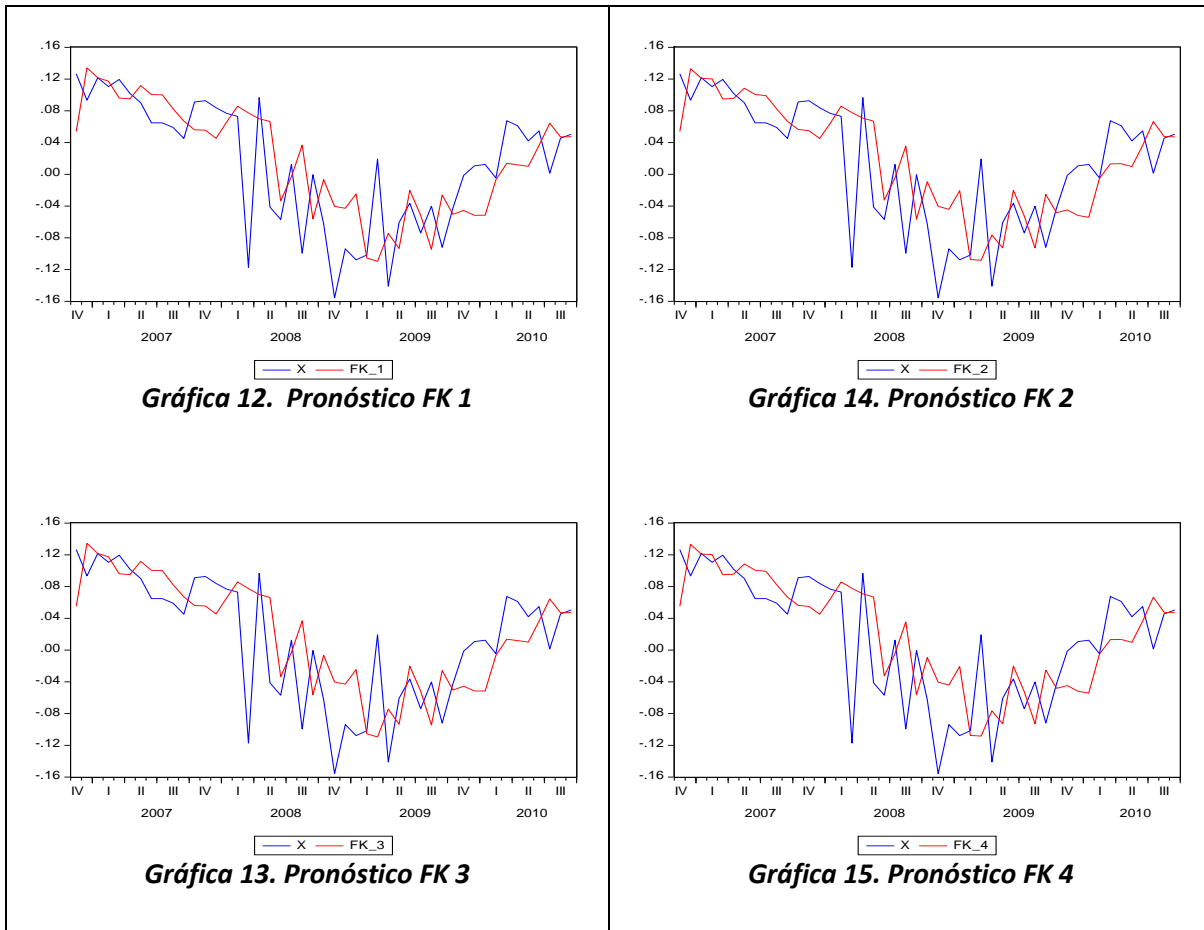 .16
.12
.08
.04
.00
-.04
-.08
-.12
-.16
IV I II III IV I II III IV I II III IV I II III
2007 2008 2009 2010
X FK_1
Gráfica 12. Pronóstico FK 1
.16
.12
.08
.04
.00
-.04
-.08
-.12
-.16
IV I II III IV I II III IV I II III IV I II III
2007 2008 2009 2010
X FK_2
Gráfica 14. Pronóstico FK 2
.16
.12
.08
.04
.00
-.04
-.08
-.12
-.16
IV I II III IV I II III IV I II III IV I II III
2007 2008 2009 2010
X FK_3
Gráfica 13. Pronóstico FK 3
.16
.12
.08
.04
.00
-.04
-.08
-.12
-.16
IV I II III IV I II III IV I II III IV I II III
2007 2008 2009 2010
X FK_4
Gráfica 15. Pronóstico FK 4